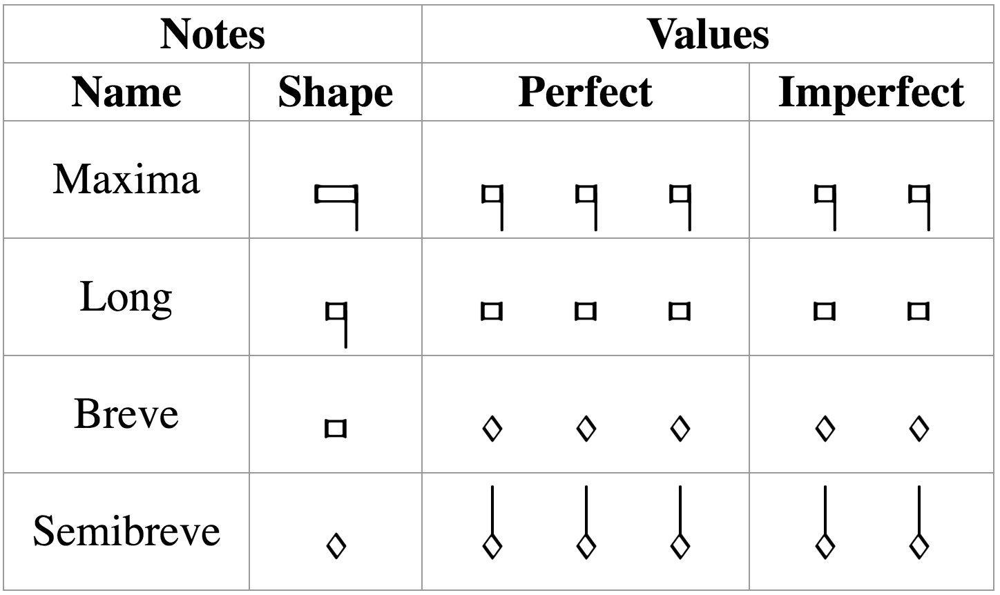 Notes Values
Name Shape Perfect Imperfect
Maxima
Long
Breve
Semibreve